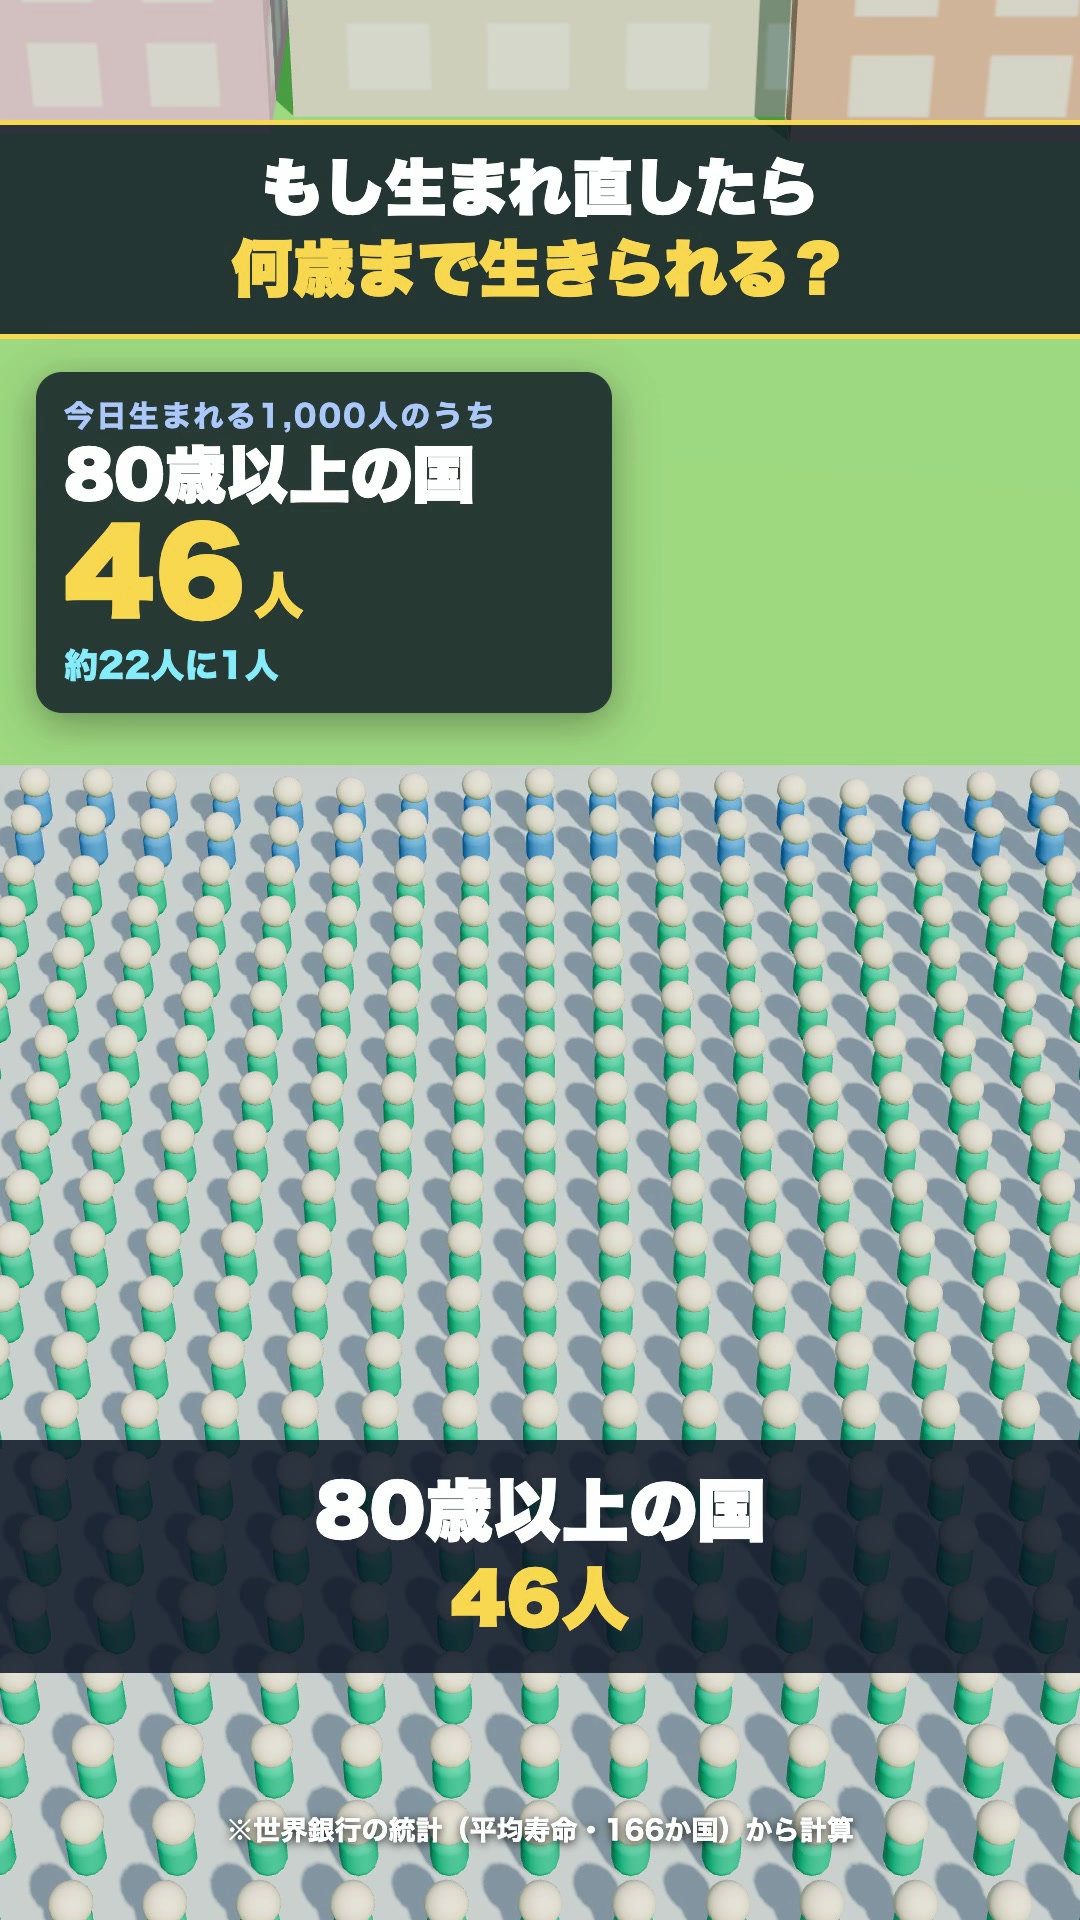 もし生まれ直したら
何歳まで生きられる？
今日生まれる1,000人のうち
80歳以上の国
46人
約22人に1人
80歳以上の国
46人
※世界銀行の統計（平均寿命・166か国）から計算